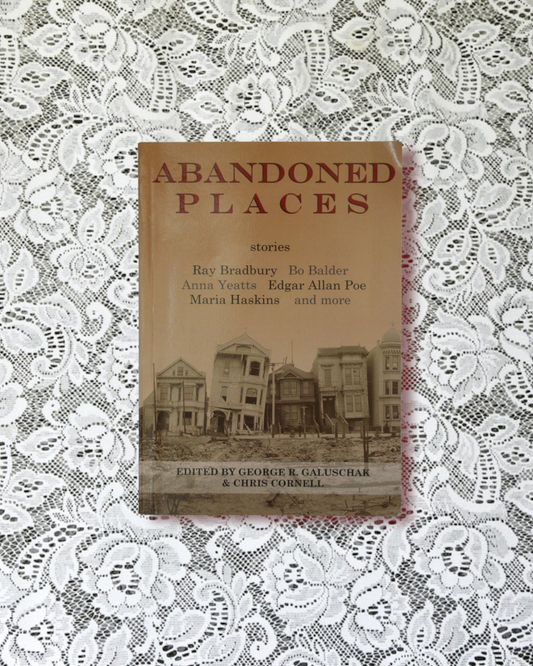 ABANDONED
PLACES
stories
Ray Bradbury Bo Balder
Anna Yeatts Edgar Allan Poe
Maria Haskins and more
EDITED BY GEORGE R. GALUSCHAK
& CHRIS CORNELL